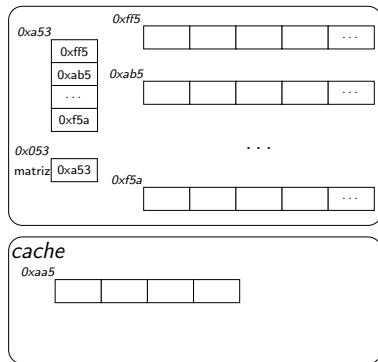 0xff5
0xa53
. . .
0xff5
0xab5
0xab5
. . .
. . .
0xf5a
0x053
. . .
matriz 0xa53
0xf5a
. . .
cache
0xaa5